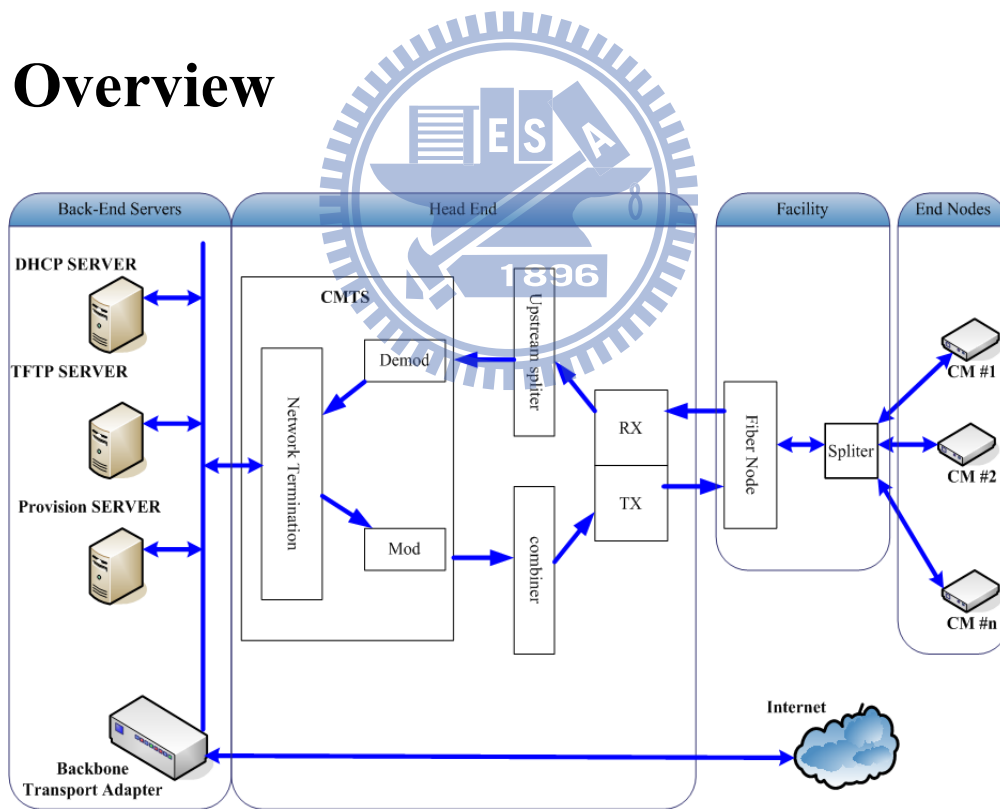 Overview
E S A
1896
Back-End Servers
Head End
Facility
End Nodes
DHCP SERVER
TFTP SERVER
Provision SERVER
Backbone
Transport Adapter
CMTS
Network Termination
Demod
Mod
Upstream spliter
combiner
RX
TX
Fiber Node
Spliter
CM #1
CM #2
CM #n
Internet